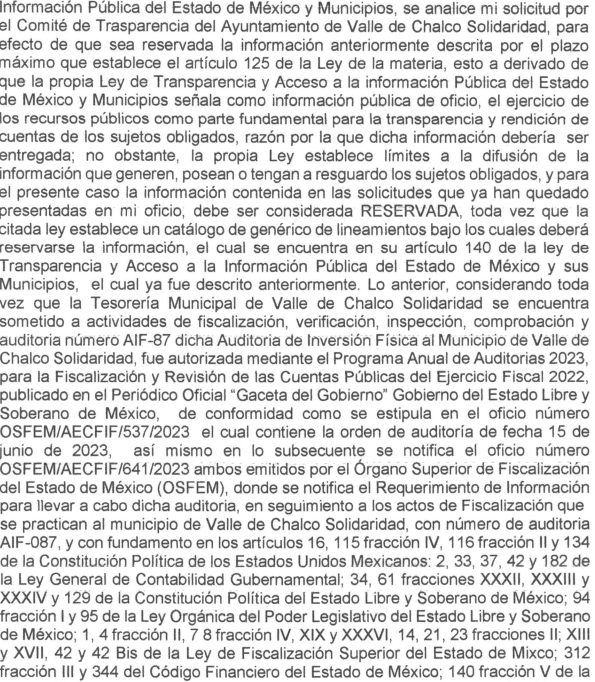 Información Pública del Estado de México y Municipios, se analice mi solicitud por
el Comité de Trasparencia del Ayuntamiento de Valle de Chalco Solidaridad, para
efecto de que sea reservada la información anteriormente descrita por el plazo
máximo que establece el artículo 125 de la Ley de la materia, esto a derivado de
que la propia Ley de Transparencia y Acceso a la información Pública del Estado
de México y Municipios señala como información pública de oficio, el ejercicio de
los recursos públicos como parte fundamental para la transparencia y rendición de
cuentas de los sujetos obligados, razón por la que dicha información debería ser
entregada; no obstante, la propia Ley establece límites a la difusión de la
información que generen, posean o tengan a resguardo los sujetos obligados, y para
el presente caso la información contenida en las solicitudes que ya han quedado
presentadas en mi oficio, debe ser considerada RESERVADA, toda vez que la
citada ley establece un catálogo de genérico de lineamientos bajo los cuales deberá
reservarse la información, el cual se encuentra en su artículo 140 de la ley de
Transparencia y Acceso a la Información Pública del Estado de México y sus
Municipios, el cual ya fue descrito anteriormente. Lo anterior, considerando toda
vez que la Tesorería Municipal de Valle de Chalco Solidaridad se encuentra
sometido a actividades de fiscalización, verificación, inspección, comprobación y
auditoria número AIF-87 dicha Auditoria de Inversión Física al Municipio de Valle de
Chalco Solidaridad, fue autorizada mediante el Programa Anual de Auditorias 2023,
para la Fiscalización y Revisión de las Cuentas Públicas del Ejercicio Fiscal 2022,
publicado en el Periódico Oficial "Gaceta del Gobierno" Gobierno del Estado Libre y
Soberano de México, de conformidad como se estipula en el oficio número
OSFEM/AECFIF/537/2023 el cual contiene la orden de auditoría de fecha 15 de
junio de 2023, así mismo en lo subsecuente se notifica el oficio número
OSFEM/AECFIF/641/2023 ambos emitidos por el Órgano Superior de Fiscalización
del Estado de México (OSFEM), donde se notifica el Requerimiento de Información
para llevar a cabo dicha auditoria, en seguimiento a los actos de Fiscalización que
se practican al municipio de Valle de Chalco Solidaridad, con número de auditoria
AIF-087, y con fundamento en los artículos 16, 115 fracción IV, 116 fracción II y 134
de la Constitución Política de los Estados Unidos Mexicanos: 2, 33, 37, 42 y 182 de
la Ley General de Contabilidad Gubernamental; 34, 61 fracciones XXXII, XXXIII y
XXXIV y 129 de la Constitución Política del Estado Libre y Soberano de México; 94
fracción I y 95 de la Ley Orgánica del Poder Legislativo del Estado Libre y Soberano
de México; 1, 4 fracción II, 7 8 fracción IV, XIX y XXXVI, 14, 21, 23 fracciones II; XIII
y XVII, 42 y 42 Bis de la Ley de Fiscalización Superior del Estado de Mixco; 312
fracción III y 344 del Código Financiero del Estado de México; 140 fracción V de la